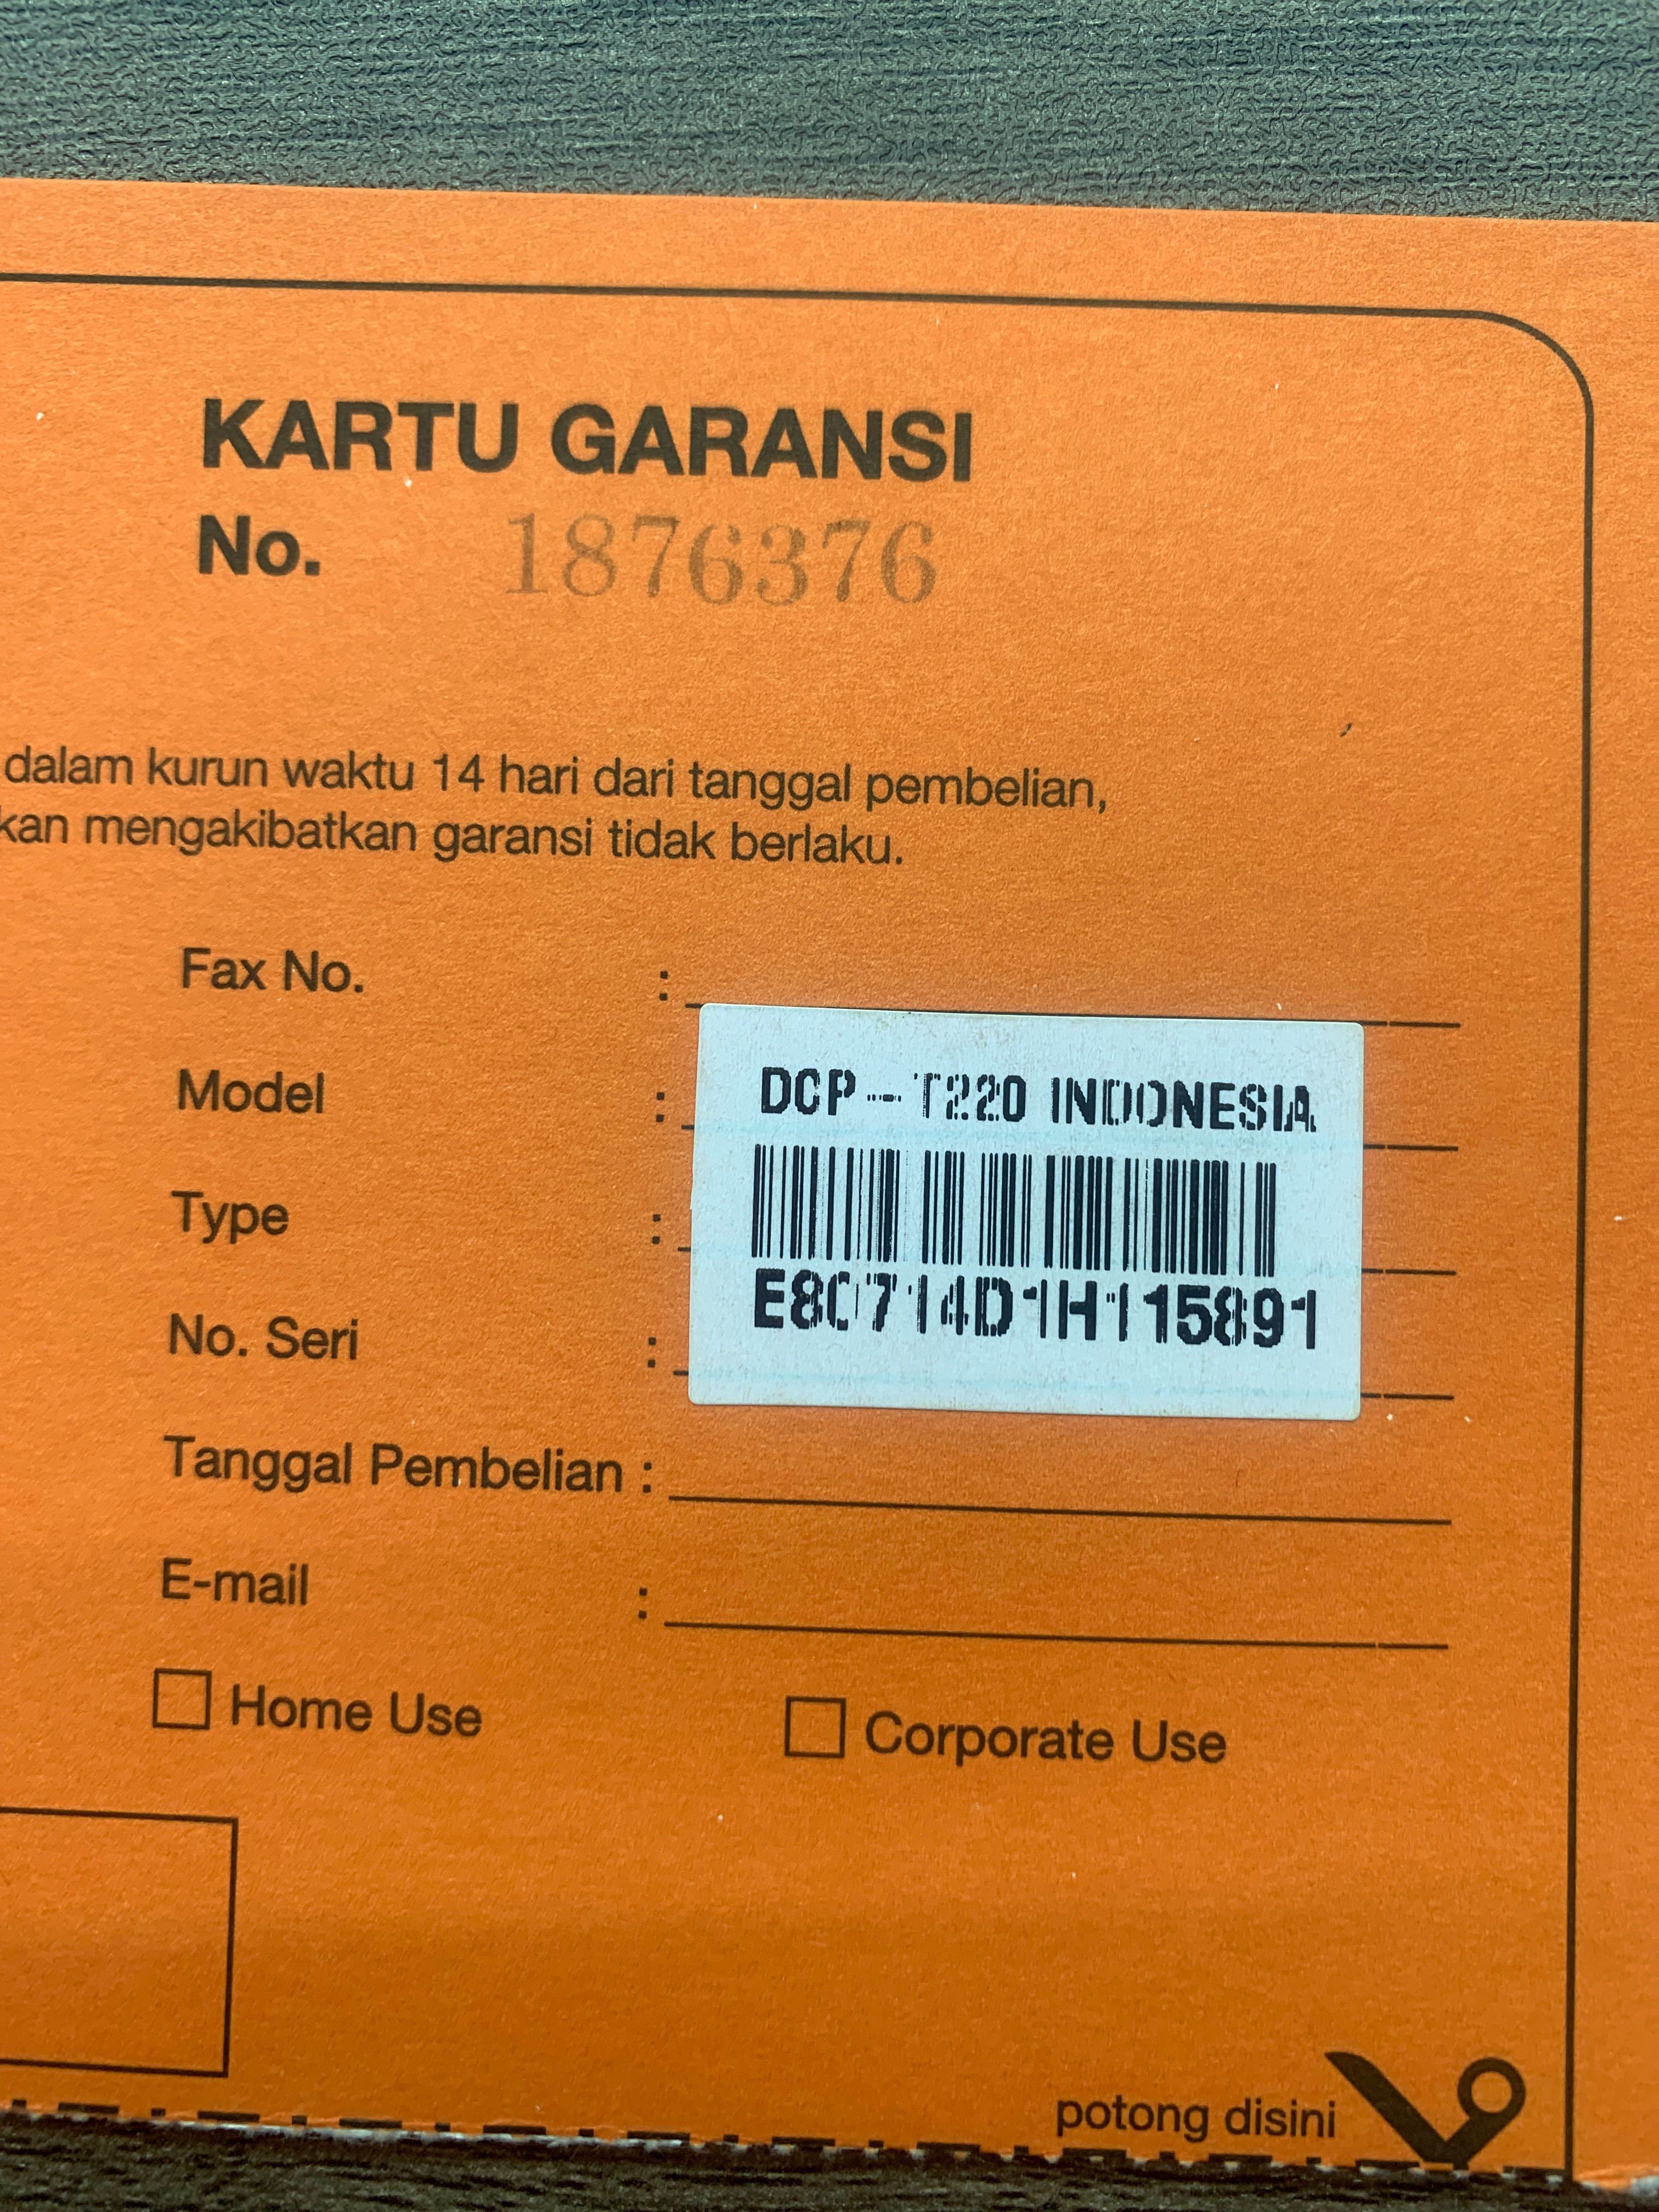 KARTU GARANSI
No. 1876376
dalam kurun waktu 14 hari dari tanggal pembelian,
kan mengakibatkan garansi tidak berlaku.
Fax No. :
Model : DCP-T220 INDONESIA
Type :
No. Seri : E80714D1H115891
Tanggal Pembelian :
E-mail :
Home Use Corporate Use
potong disini